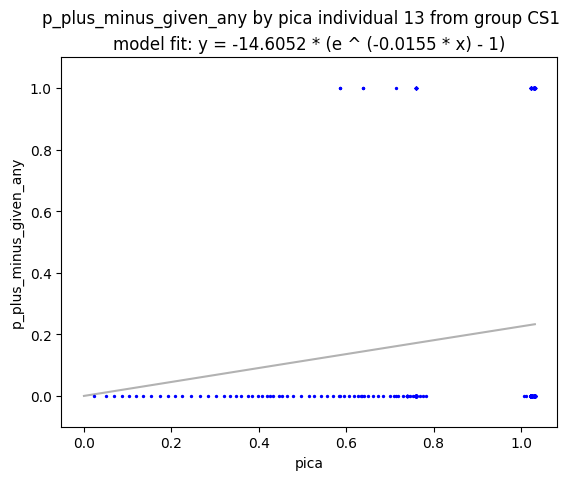 p_plus_minus_given_any by pica individual 13 from group CS1
model fit: y = -14.6052 * (e ^ (-0.0155 * x) - 1)
1.0
0.8
0.6
0.4
0.2
0.0
p_plus_minus_given_any
0.0 0.2 0.4 0.6 0.8 1.0
pica